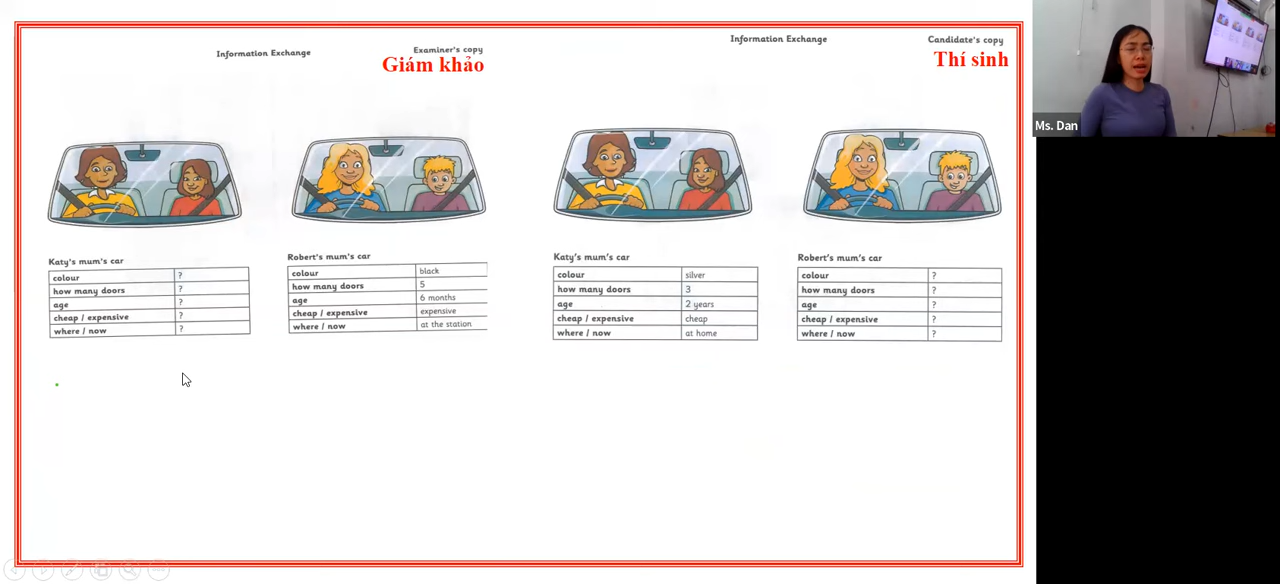 Information Exchange
Examiner's copy
Giám khảo
Information Exchange
Candidate's copy
Thí sinh
Ms. Dan
Katy's mum's car
colour ?
how many doors ?
age ?
cheap / expensive ?
where / now ?
Robert's mum's car
colour black
how many doors 5
age 6 months
cheap / expensive expensive
where / now at the station
Katy's mum's car
colour silver
how many doors 3
age 2 years
cheap / expensive cheap
where / now at home
Robert's mum's car
colour ?
how many doors ?
age ?
cheap / expensive ?
where / now ?